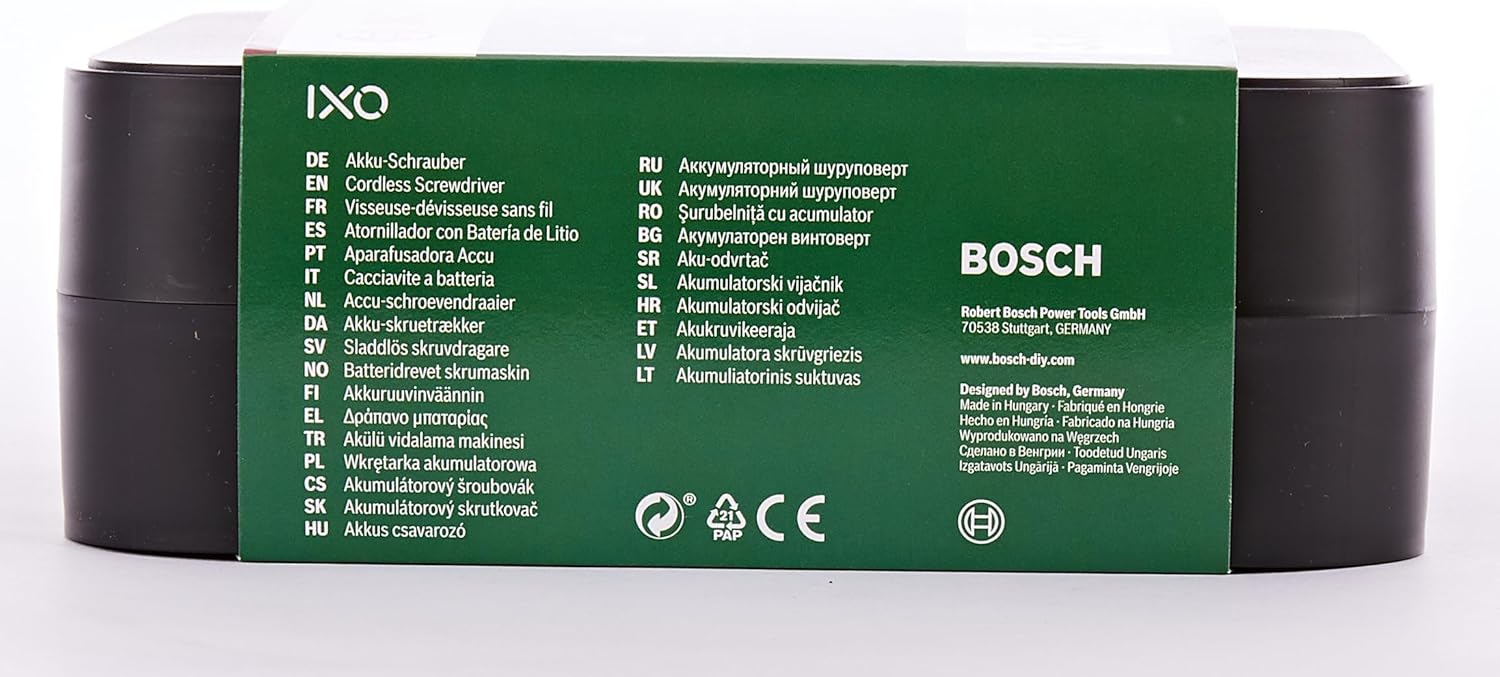 IXO
DE Akku-Schrauber
EN Cordless Screwdriver
FR Visseuse-dévisseuse sans fil
ES Atornillador con Batería de Litio
PT Aparafusadora Accu
IT Cacciavite a batteria
NL Accu-schroevendraaier
DA Akku-skruetrækker
SV Sladdlös skruvdragare
NO Batteridrevet skrumaskin
FI Akkuruuvinväännin
EL Δράπανο μπαταρίας
TR Akülü vidalama makinesi
PL Wkrętarka akumulatorowa
CS Akumulátorový šroubovák
SK Akumulátorový skrutkovač
HU Akkus csavarozó
RU Аккумуляторный шуруповерт
UK Акумуляторний шуруповерт
RO Şurubelniţă cu acumulator
BG Акумулаторен винтоверт
SR Aku-odvrtač
SL Akumulatorski vijačnik
HR Akumulatorski odvijač
ET Akukruvikeeraja
LV Akumulatora skrūvgriezis
LT Akumuliatorinis suktuvas
® 21 CE
PAP
BOSCH
Robert Bosch Power Tools GmbH
70538 Stuttgart, GERMANY
www.bosch-diy.com
Designed by Bosch, Germany
Made in Hungary · Fabriqué en Hongrie
Hecho en Hungría · Fabricado na Hungria
Wyprodukowano na Węgrzech
Сделано в Венгрии · Toodetud Ungaris
Izgatavots Ungārijā · Pagaminta Vengrijoje